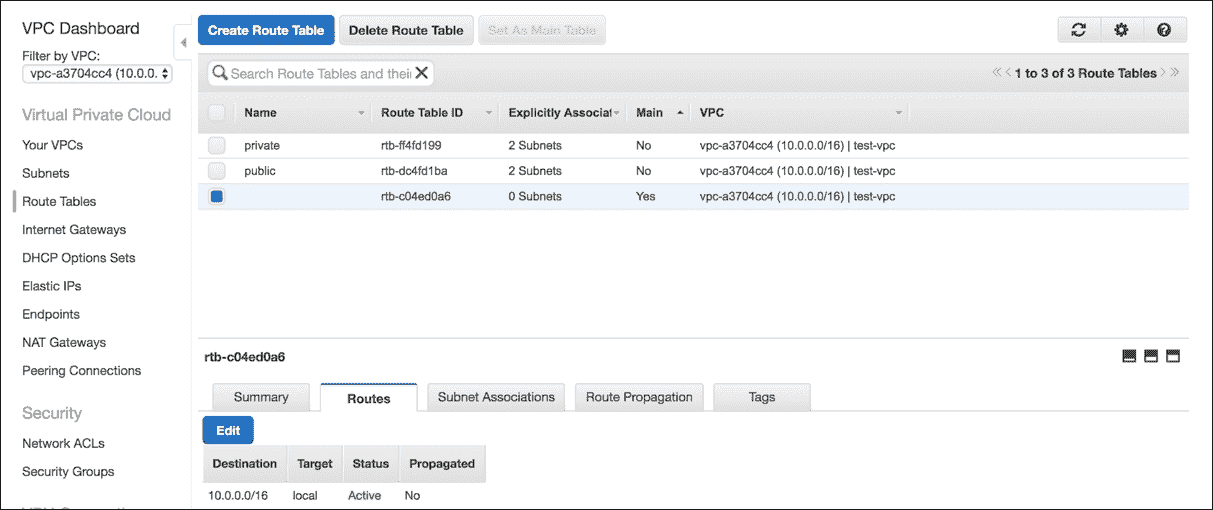 VPC Dashboard
Filter by VPC:
vpc-a3704cc4 (10.0.0.
Virtual Private Cloud
Your VPCs
Subnets
Route Tables
Internet Gateways
DHCP Options Sets
Elastic IPs
Endpoints
NAT Gateways
Peering Connections
Security
Network ACLs
Security Groups
Create Route Table Delete Route Table Set As Main Table
Search Route Tables and thei 1 to 3 of 3 Route Tables
Name Route Table ID Explicitly Associat Main VPC
private rtb-ff4fd199 2 Subnets No vpc-a3704cc4 (10.0.0.0/16) | test-vpc
public rtb-dc4fd1ba 2 Subnets No vpc-a3704cc4 (10.0.0.0/16) | test-vpc
rtb-c04ed0a6 0 Subnets Yes vpc-a3704cc4 (10.0.0.0/16) | test-vpc
rtb-c04ed0a6
Summary Routes Subnet Associations Route Propagation Tags
Edit
Destination Target Status Propagated
10.0.0.0/16 local Active No